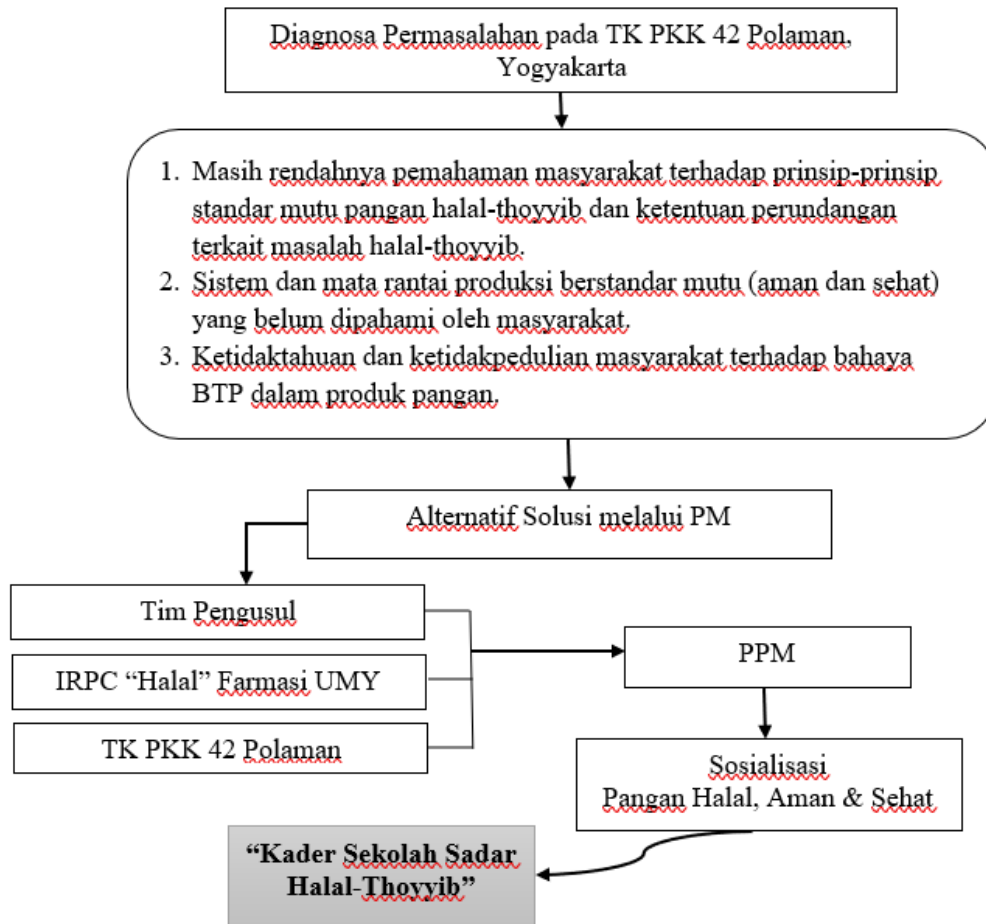 Diagnosa Permasalahan pada TK PKK 42 Polaman,
Yogyakarta
1. Masih rendahnya pemahaman masyarakat terhadap prinsip-prinsip
standar mutu pangan halal-thoyyib dan ketentuan perundangan
terkait masalah halal-thoyyib.
2. Sistem dan mata rantai produksi berstandar mutu (aman dan sehat)
yang belum dipahami oleh masyarakat.
3. Ketidaktahuan dan ketidakpedulian masyarakat terhadap bahaya
BTP dalam produk pangan.
Alternatif Solusi melalui PM
Tim Pengusul
IRPC “Halal” Farmasi UMY
TK PKK 42 Polaman
PPM
Sosialisasi
Pangan Halal, Aman & Sehat
“Kader Sekolah Sadar
Halal-Thoyyib”